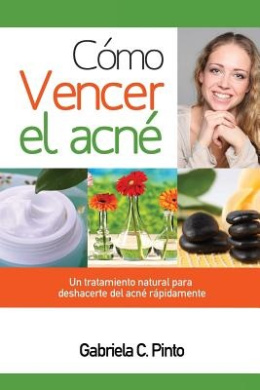 Cómo
Vencer
el acné
Un tratamiento natural para
deshacerte del acné rápidamente
Gabriela C. Pinto